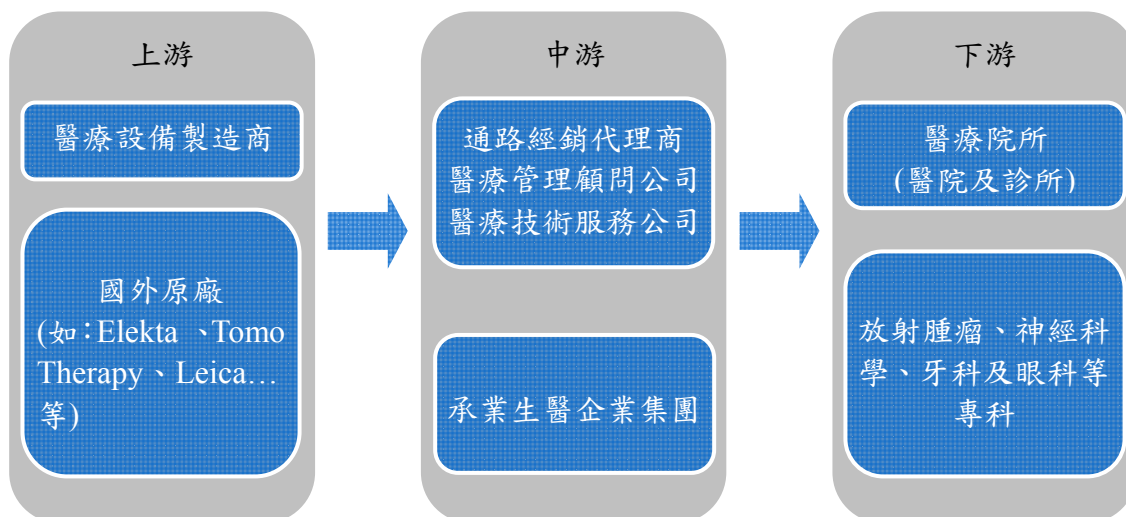 上游
醫療設備製造商
國外原廠
(如：Elekta 、Tomo
Therapy、Leica…
等)
中游
通路經銷代理商
醫療管理顧問公司
醫療技術服務公司
承業生醫企業集團
下游
醫療院所
(醫院及診所)
放射腫瘤、神經科
學、牙科及眼科等
專科